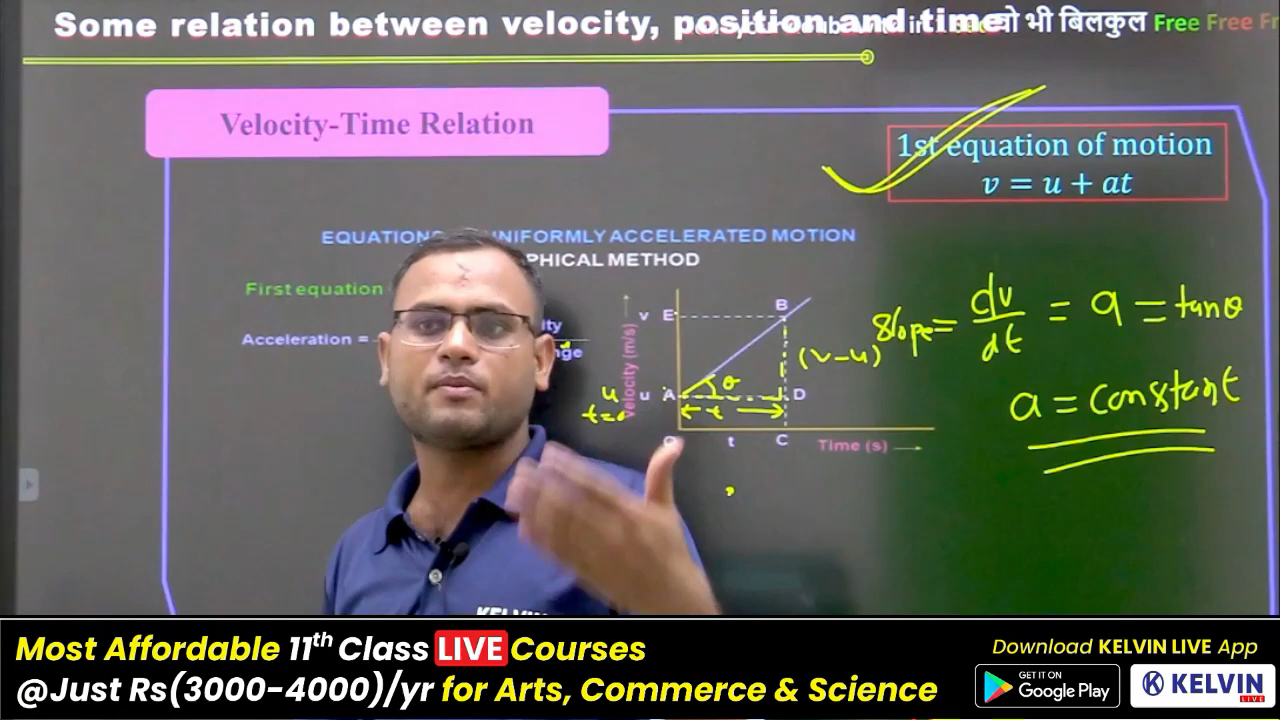 Some relation between velocity, position and time
वो भी बिलकुल Free Free Fr
Velocity-Time Relation
1st equation of motion
v = u + at
EQUATIONS UNIFORMLY ACCELERATED MOTION
PHICAL METHOD
First equation
Acceleration =
v E B
Velocity (m/s)
(v-u)
Slope = dv/dt = a = tanθ
θ
u
t=0
u A D
t
a = constant
O t C Time (s)
KELVIN
Most Affordable 11th Class LIVE Courses
@Just Rs(3000-4000)/yr for Arts, Commerce & Science
Download KELVIN LIVE App
GET IT ON
Google Play
KELVIN
LIVE